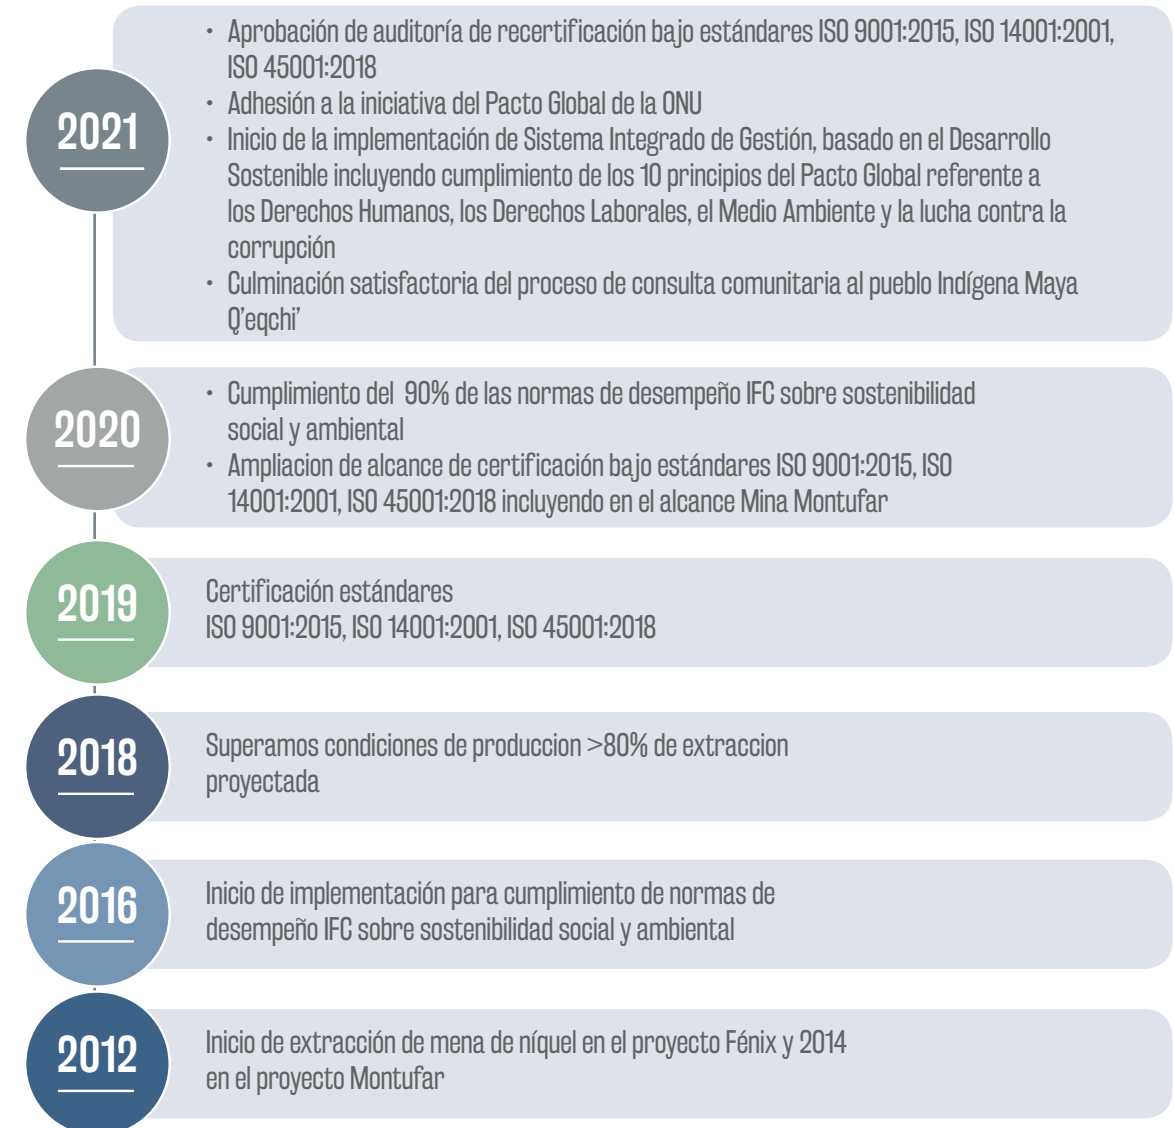 2021
• Aprobación de auditoría de recertificación bajo estándares ISO 9001:2015, ISO 14001:2001,
ISO 45001:2018
• Adhesión a la iniciativa del Pacto Global de la ONU
• Inicio de la implementación de Sistema Integrado de Gestión, basado en el Desarrollo
Sostenible incluyendo cumplimiento de los 10 principios del Pacto Global referente a
los Derechos Humanos, los Derechos Laborales, el Medio Ambiente y la lucha contra la
corrupción
• Culminación satisfactoria del proceso de consulta comunitaria al pueblo Indígena Maya
Q'eqchi'
2020
• Cumplimiento del 90% de las normas de desempeño IFC sobre sostenibilidad
social y ambiental
• Ampliacion de alcance de certificación bajo estándares ISO 9001:2015, ISO
14001:2001, ISO 45001:2018 incluyendo en el alcance Mina Montufar
2019
Certificación estándares
ISO 9001:2015, ISO 14001:2001, ISO 45001:2018
2018
Superamos condiciones de produccion >80% de extraccion
proyectada
2016
Inicio de implementación para cumplimiento de normas de
desempeño IFC sobre sostenibilidad social y ambiental
2012
Inicio de extracción de mena de níquel en el proyecto Fénix y 2014
en el proyecto Montufar